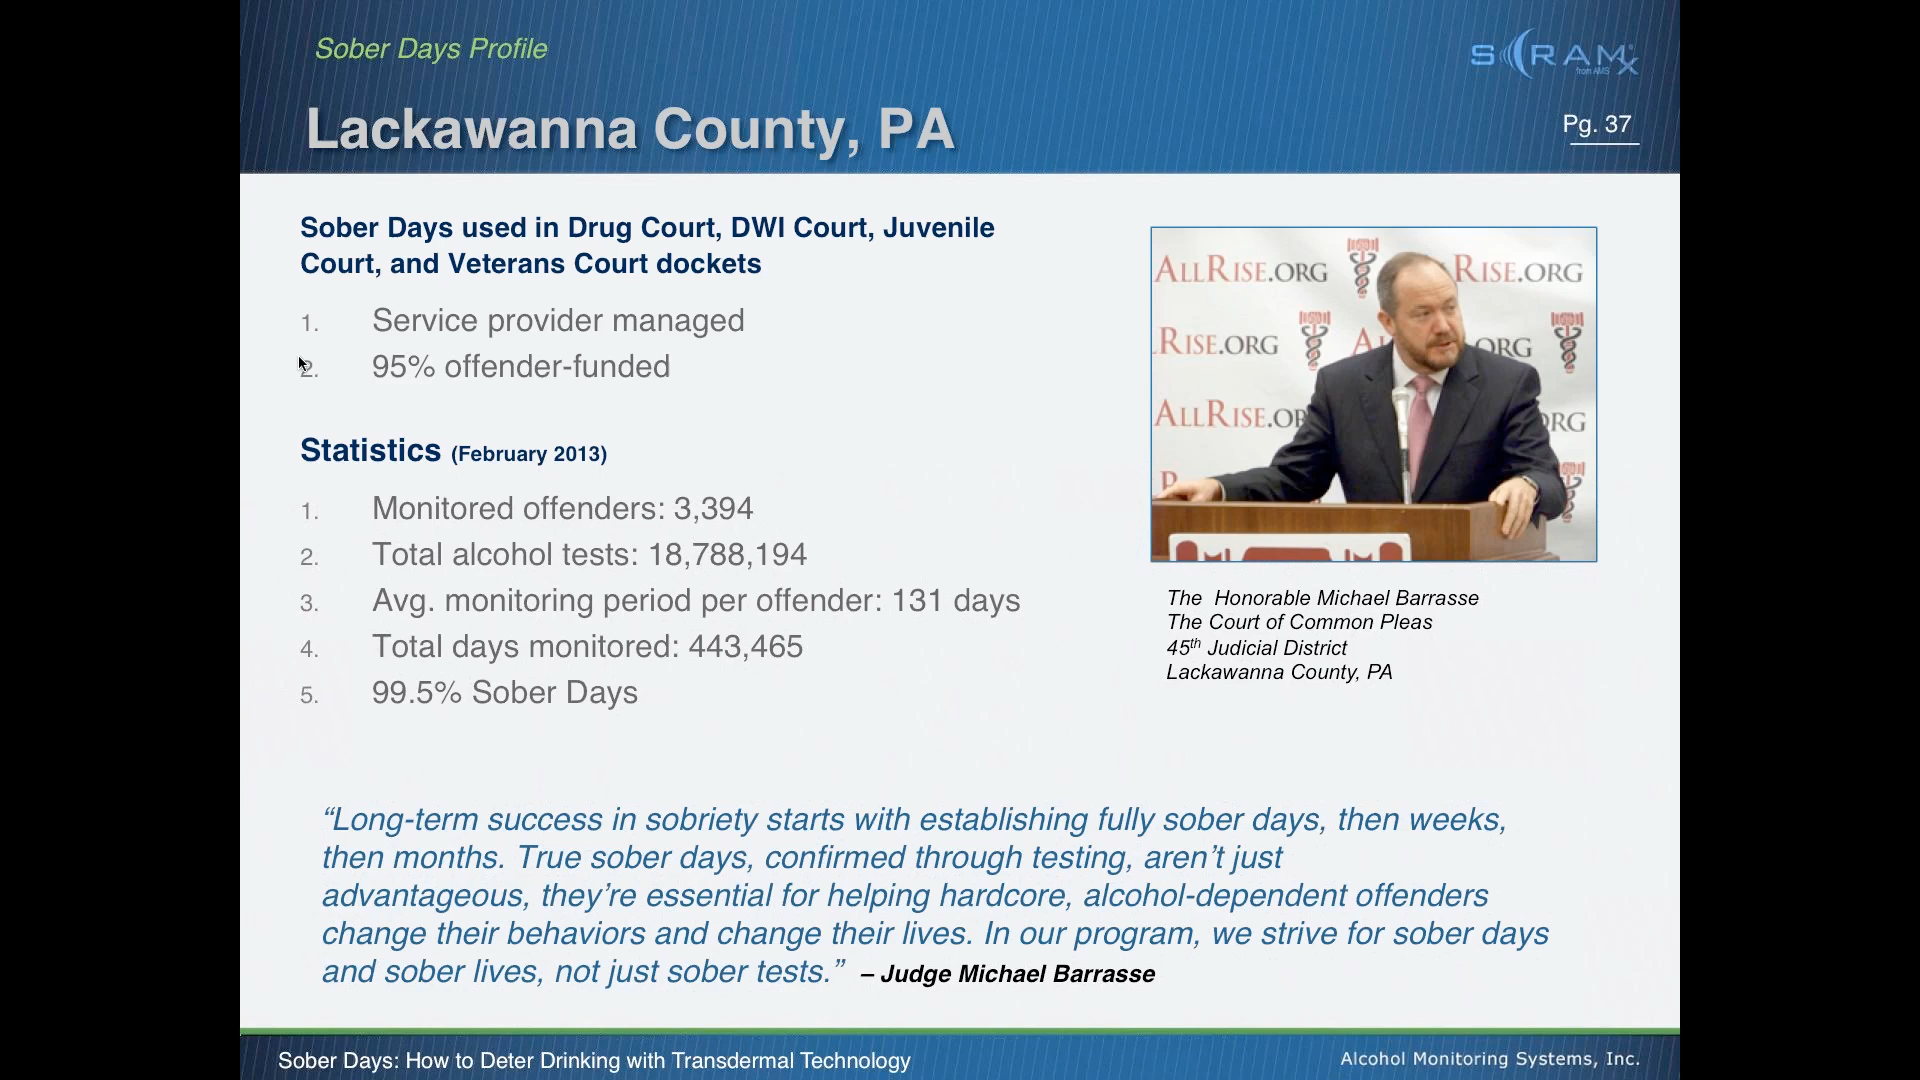 Sober Days Profile
SCRAMx
from AMS
Lackawanna County, PA
Pg. 37
Sober Days used in Drug Court, DWI Court, Juvenile
Court, and Veterans Court dockets
1. Service provider managed
2. 95% offender-funded
Statistics (February 2013)
1. Monitored offenders: 3,394
2. Total alcohol tests: 18,788,194
3. Avg. monitoring period per offender: 131 days
4. Total days monitored: 443,465
5. 99.5% Sober Days
ALLRISE.ORG RISE.ORG
RISE.ORG A ORG
ALLRISE.OR ORG
The Honorable Michael Barrasse
The Court of Common Pleas
45th Judicial District
Lackawanna County, PA
“Long-term success in sobriety starts with establishing fully sober days, then weeks,
then months. True sober days, confirmed through testing, aren’t just
advantageous, they’re essential for helping hardcore, alcohol-dependent offenders
change their behaviors and change their lives. In our program, we strive for sober days
and sober lives, not just sober tests.” – Judge Michael Barrasse
Sober Days: How to Deter Drinking with Transdermal Technology
Alcohol Monitoring Systems, Inc.